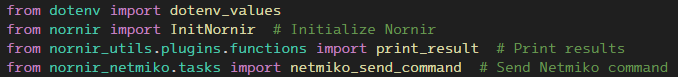 from dotenv import dotenv_values
from nornir import InitNornir  # Initialize Nornir
from nornir_utils.plugins.functions import print_result  # Print results
from nornir_netmiko.tasks import netmiko_send_command  # Send Netmiko command